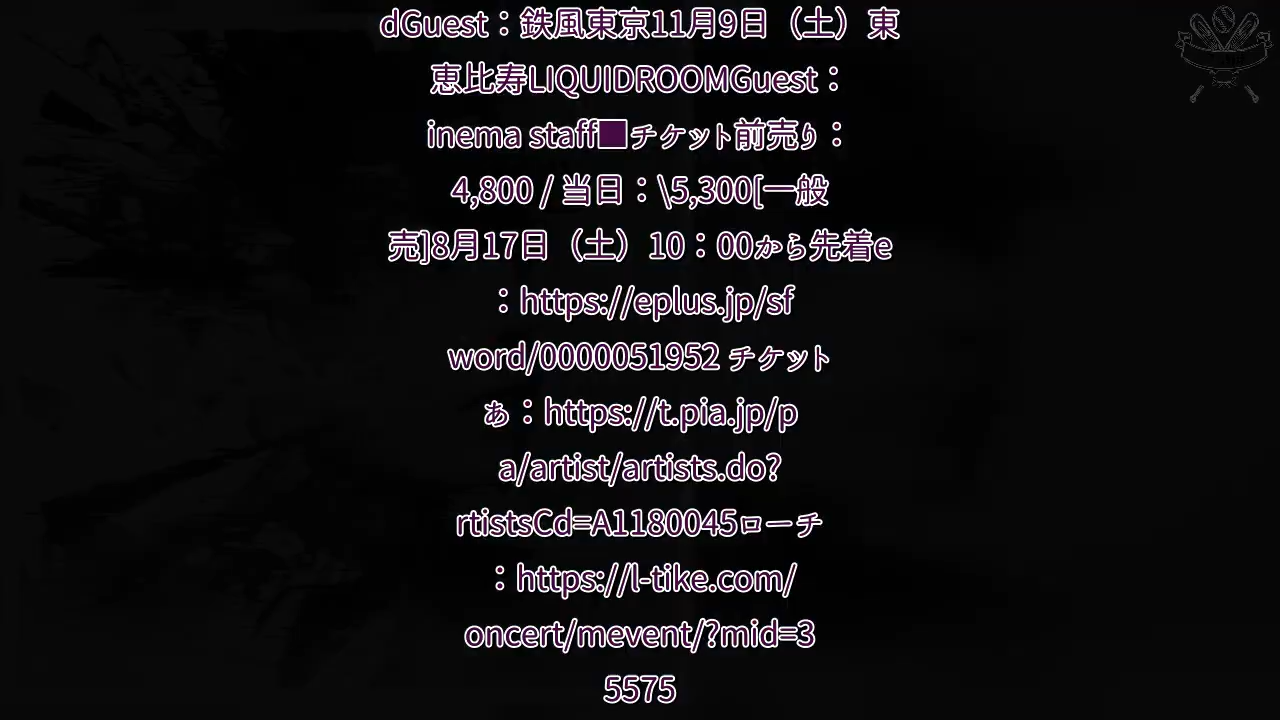 dGuest：鉄風東京11月9日（土）東
恵比寿LIQUIDROOMGuest：
inema staff■チケット前売り：
4,800 / 当日：\5,300[一般
売]8月17日（土）10：00から先着e
：https://eplus.jp/sf
word/0000051952 チケット
ぁ：https://t.pia.jp/p
a/artist/artists.do?
rtistsCd=A1180045ローチ
：https://l-tike.com/
oncert/mevent/?mid=3
5575